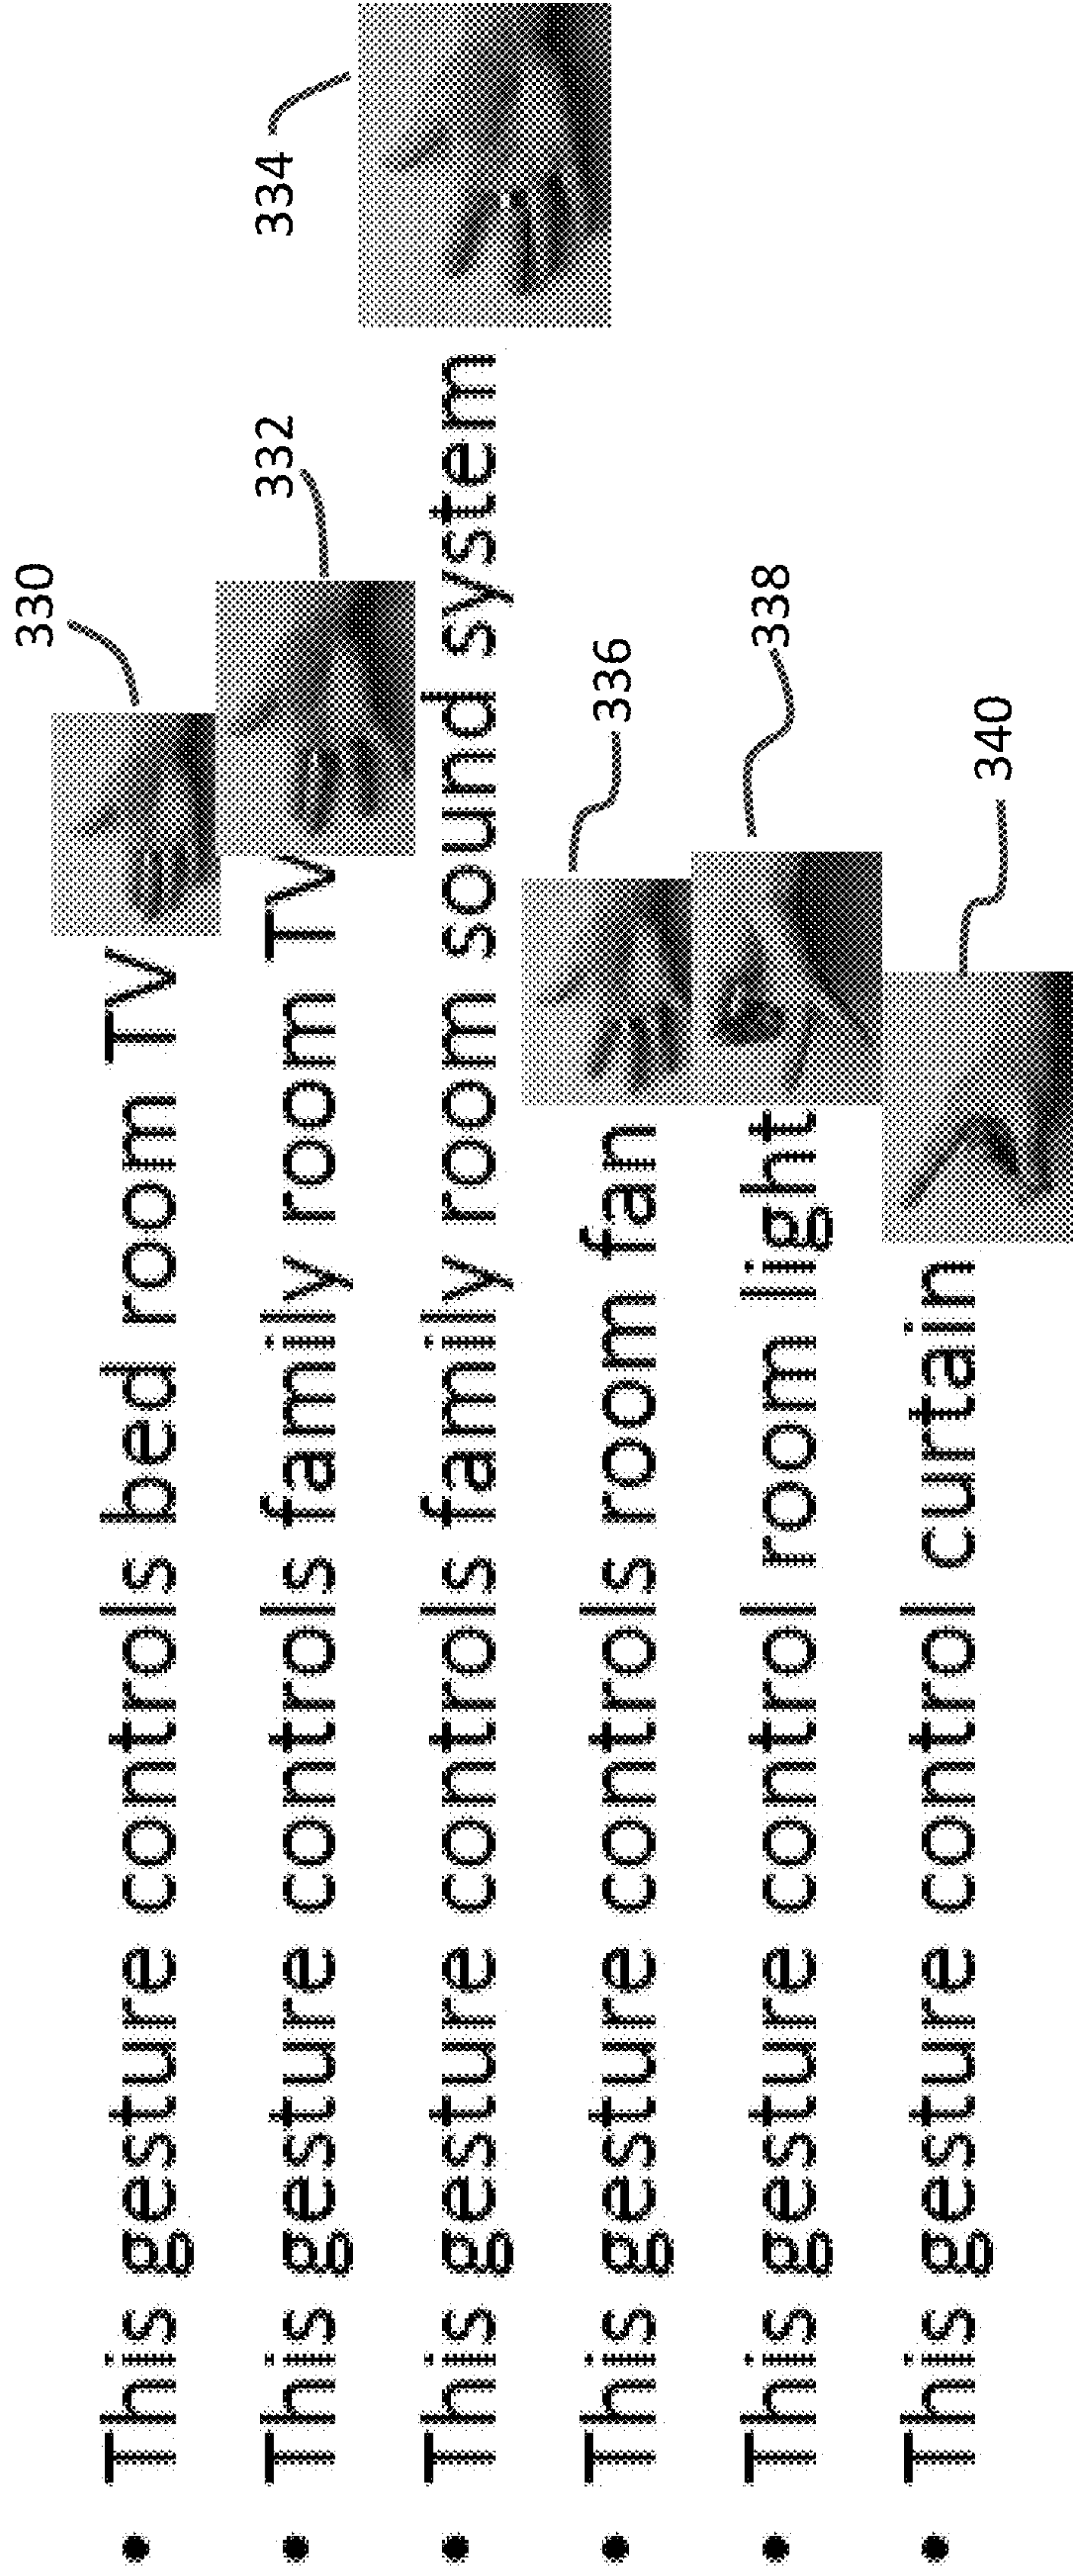 • This gesture controls bed room TV 330
• This gesture controls family room TV 332
• This gesture controls family room sound system 334
• This gesture controls room fan 336
• This gesture control room light 338
• This gesture control curtain 340